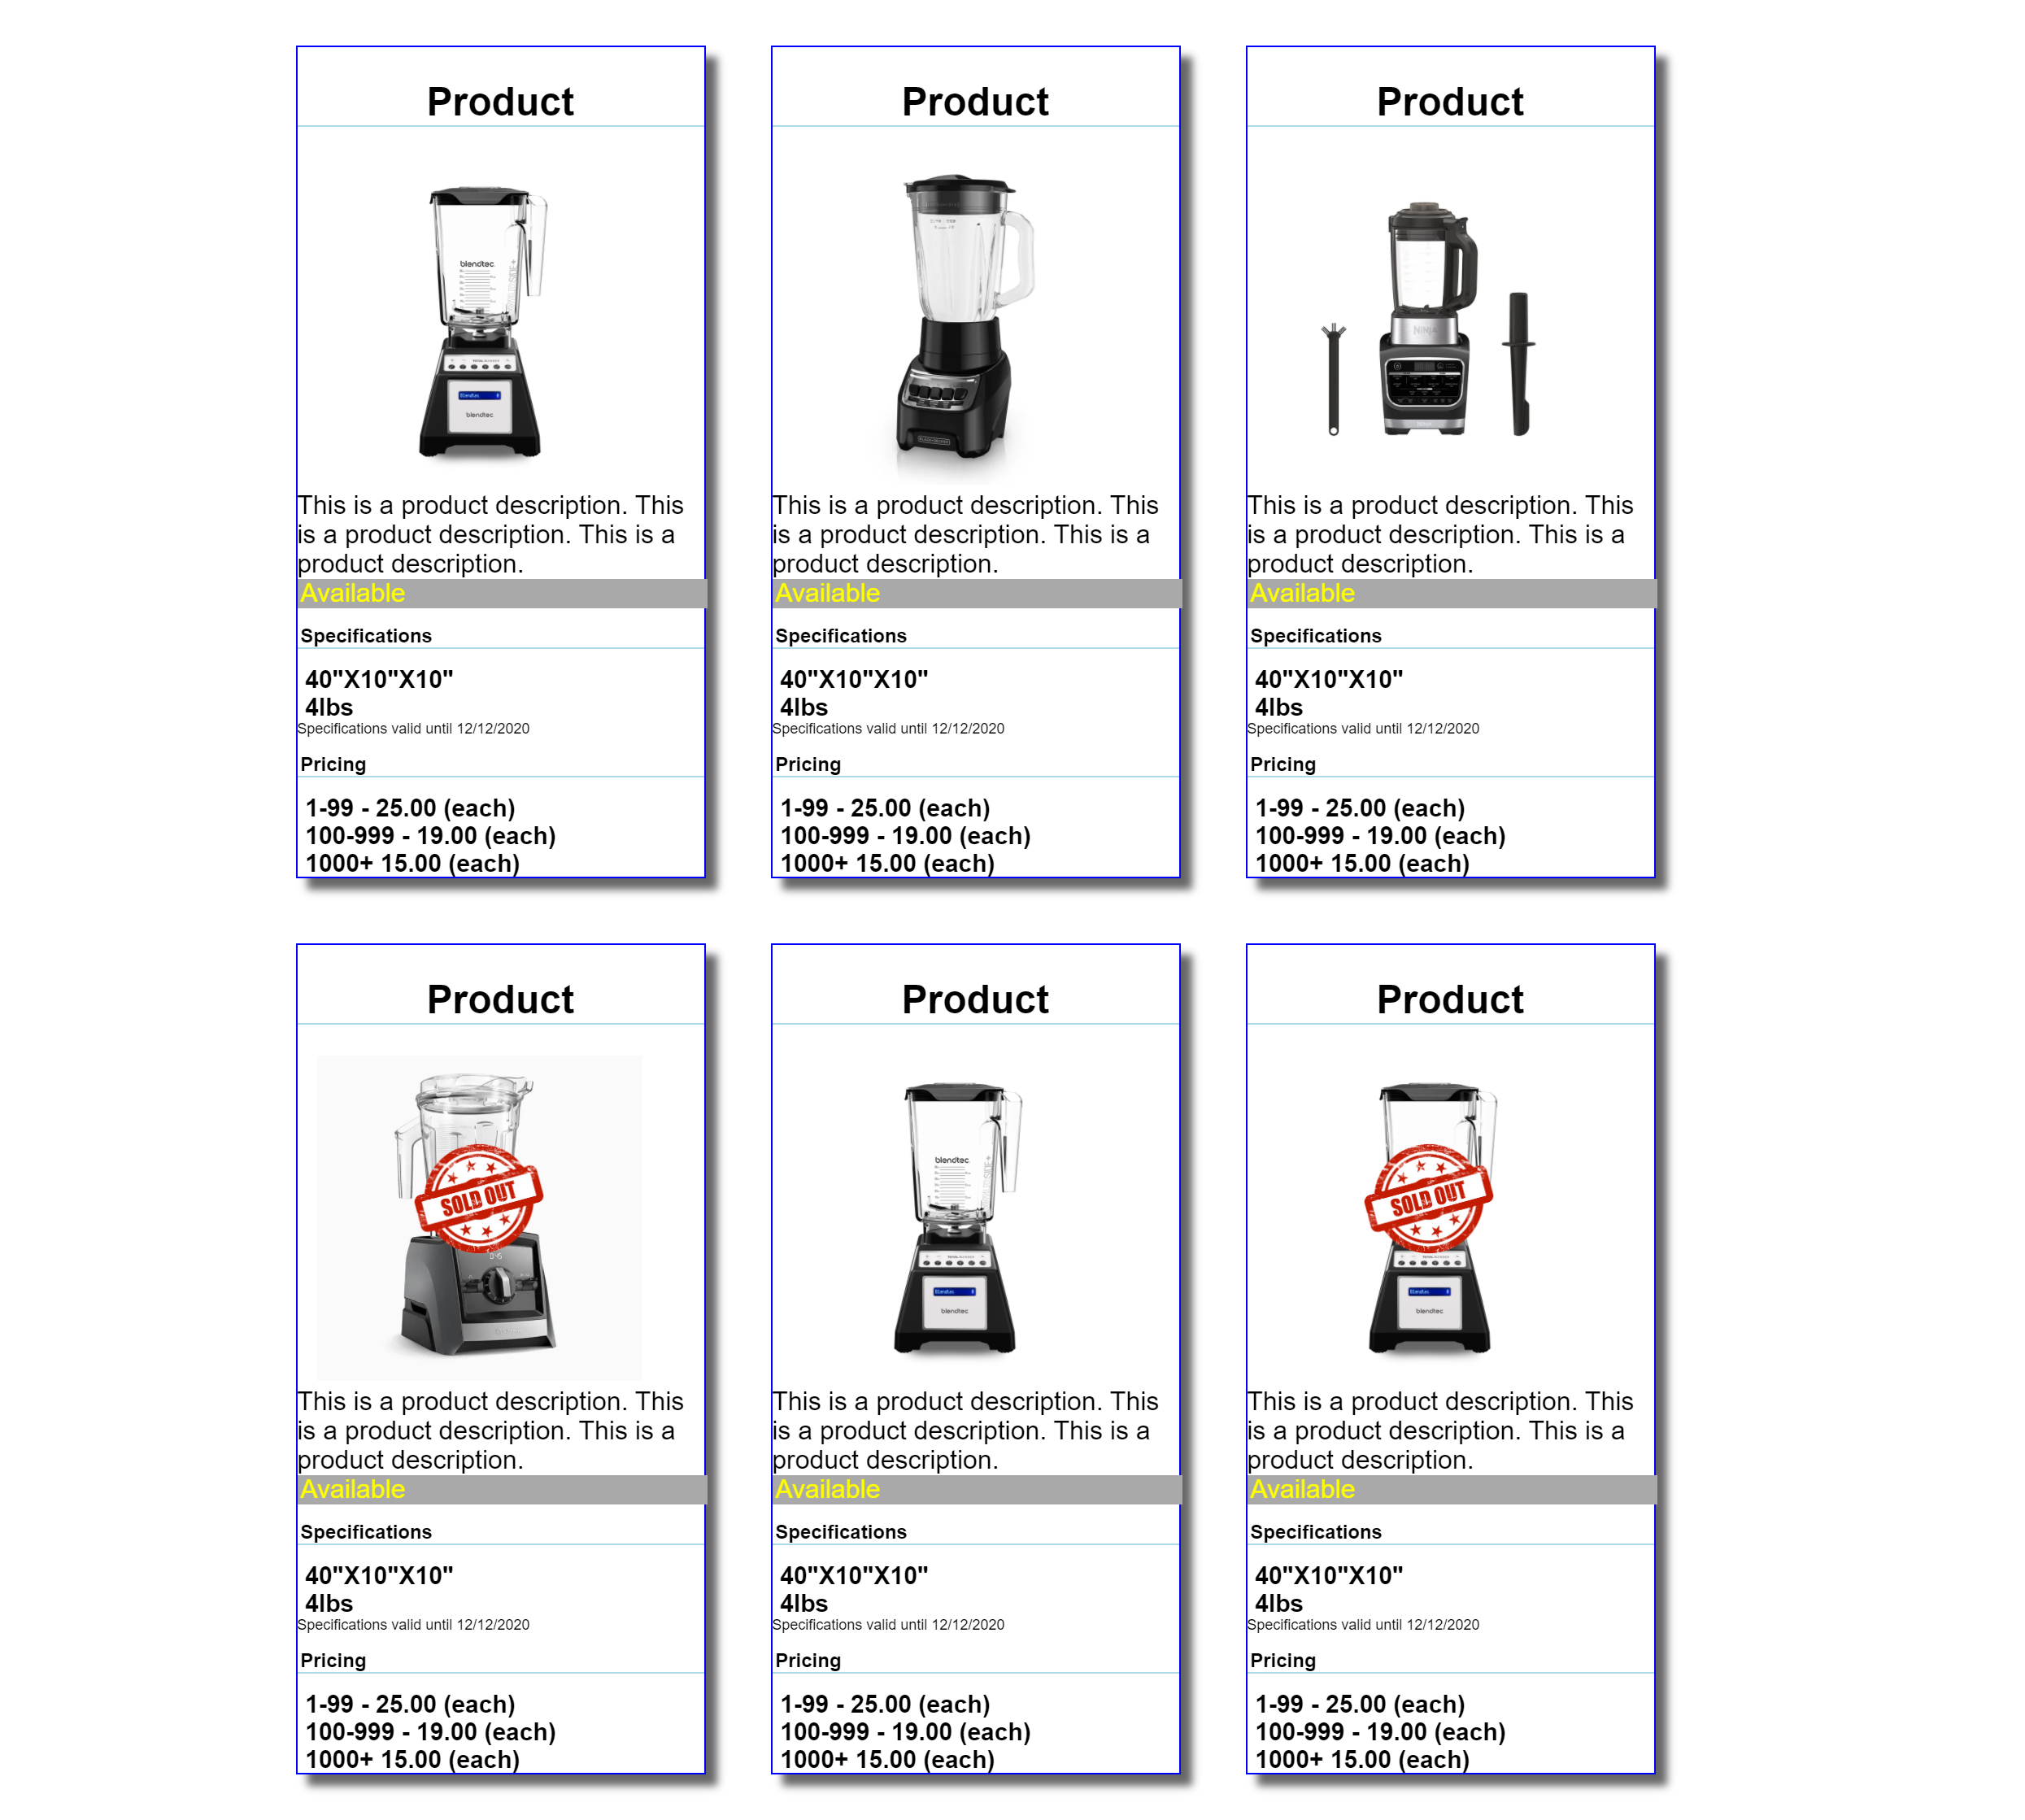 Product
blendtec
Blendtec
blendtec
This is a product description. This
is a product description. This is a
product description.
Available
Specifications
40"X10"X10"
4lbs
Specifications valid until 12/12/2020
Pricing
1-99 - 25.00 (each)
100-999 - 19.00 (each)
1000+ 15.00 (each)
Product
This is a product description. This
is a product description. This is a
product description.
Available
Specifications
40"X10"X10"
4lbs
Specifications valid until 12/12/2020
Pricing
1-99 - 25.00 (each)
100-999 - 19.00 (each)
1000+ 15.00 (each)
Product
NINJA
This is a product description. This
is a product description. This is a
product description.
Available
Specifications
40"X10"X10"
4lbs
Specifications valid until 12/12/2020
Pricing
1-99 - 25.00 (each)
100-999 - 19.00 (each)
1000+ 15.00 (each)
Product
SOLD OUT
This is a product description. This
is a product description. This is a
product description.
Available
Specifications
40"X10"X10"
4lbs
Specifications valid until 12/12/2020
Pricing
1-99 - 25.00 (each)
100-999 - 19.00 (each)
1000+ 15.00 (each)
Product
blendtec
Blendtec
blendtec
This is a product description. This
is a product description. This is a
product description.
Available
Specifications
40"X10"X10"
4lbs
Specifications valid until 12/12/2020
Pricing
1-99 - 25.00 (each)
100-999 - 19.00 (each)
1000+ 15.00 (each)
Product
SOLD OUT
Blendtec
blendtec
This is a product description. This
is a product description. This is a
product description.
Available
Specifications
40"X10"X10"
4lbs
Specifications valid until 12/12/2020
Pricing
1-99 - 25.00 (each)
100-999 - 19.00 (each)
1000+ 15.00 (each)